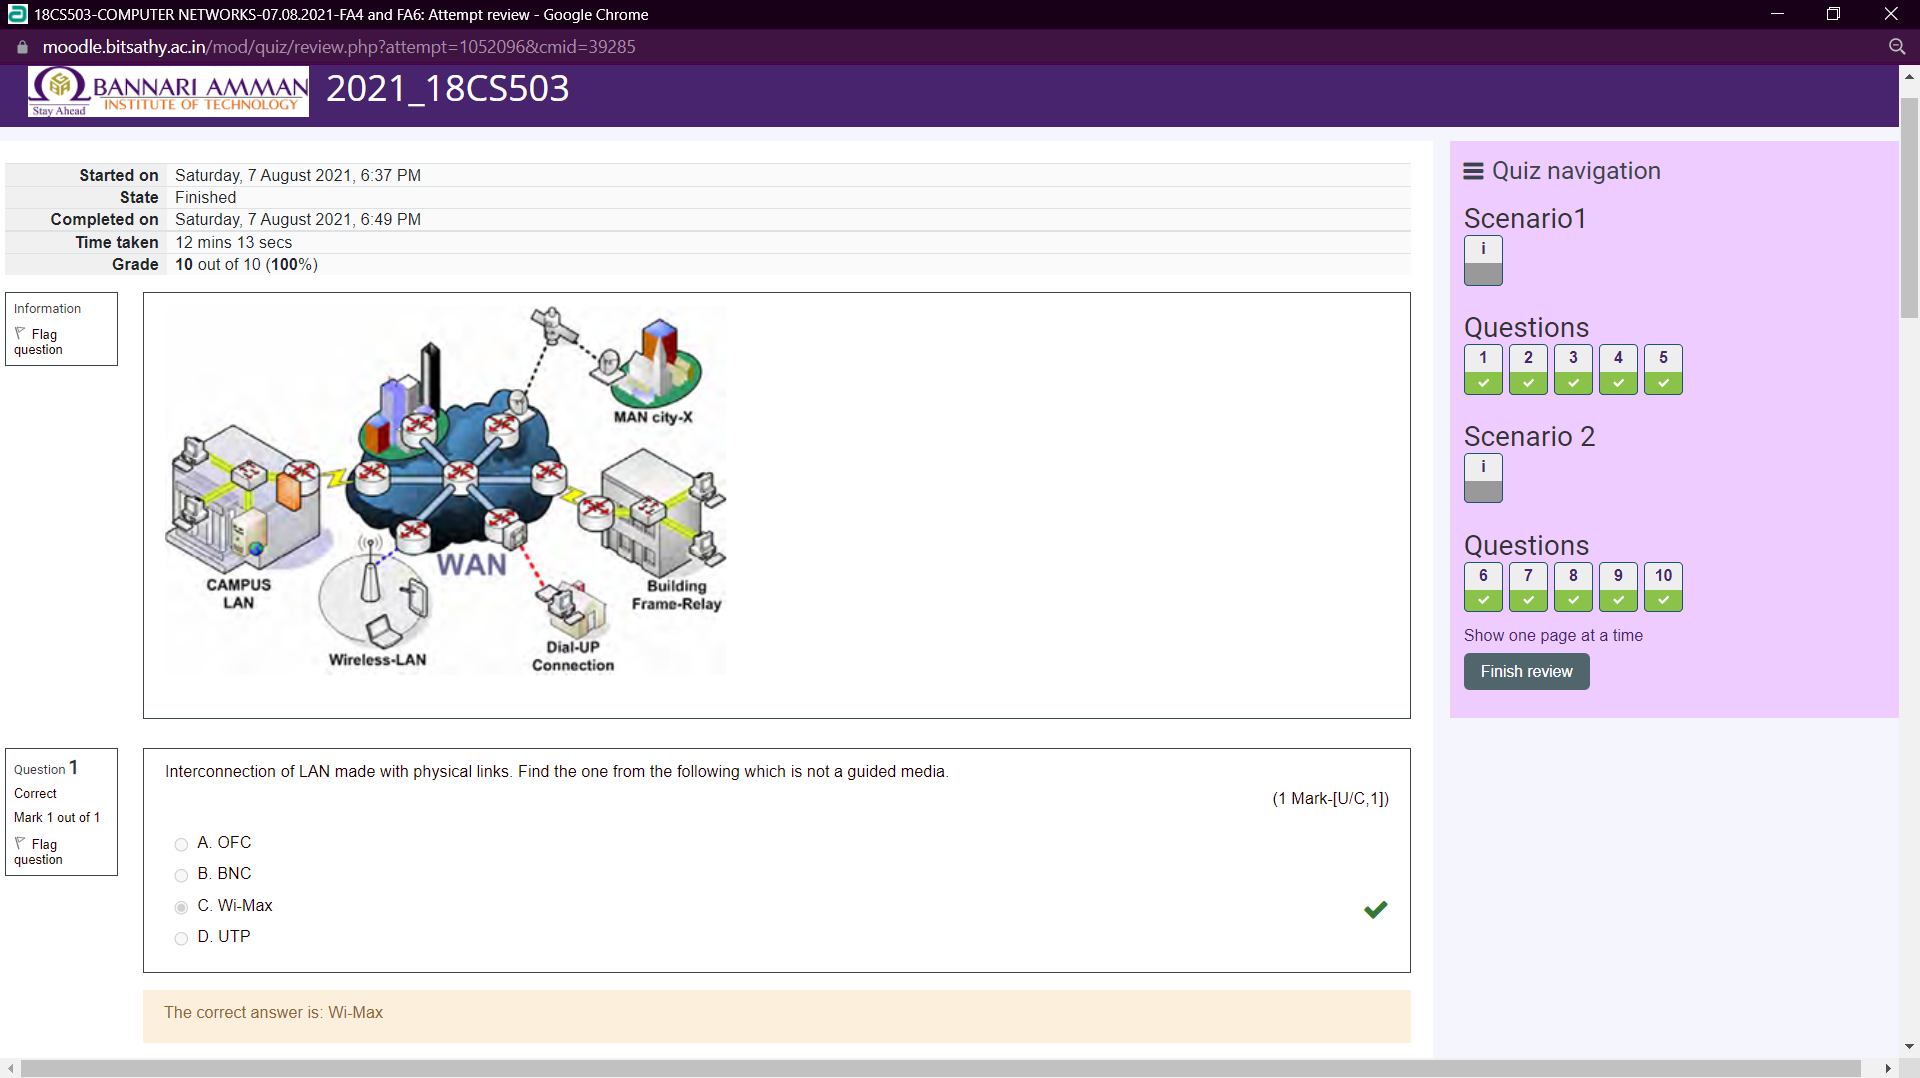 18CS503-COMPUTER NETWORKS-07.08.2021-FA4 and FA6: Attempt review - Google Chrome
moodle.bitsathy.ac.in/mod/quiz/review.php?attempt=1052096&cmid=39285
BANNARI AMMAN
INSTITUTE OF TECHNOLOGY
Stay Ahead
2021_18CS503
Started on Saturday, 7 August 2021, 6:37 PM
State Finished
Completed on Saturday, 7 August 2021, 6:49 PM
Time taken 12 mins 13 secs
Grade 10 out of 10 (100%)
Information
Flag
question
MAN city-X
WAN
CAMPUS
LAN
Building
Frame-Relay
Wireless-LAN
Dial-UP
Connection
Question 1
Correct
Mark 1 out of 1
Flag
question
Interconnection of LAN made with physical links. Find the one from the following which is not a guided media.
(1 Mark-[U/C,1])
A. OFC
B. BNC
C. Wi-Max
D. UTP
The correct answer is: Wi-Max
Quiz navigation
Scenario1
i
Questions
1 2 3 4 5
Scenario 2
i
Questions
6 7 8 9 10
Show one page at a time
Finish review